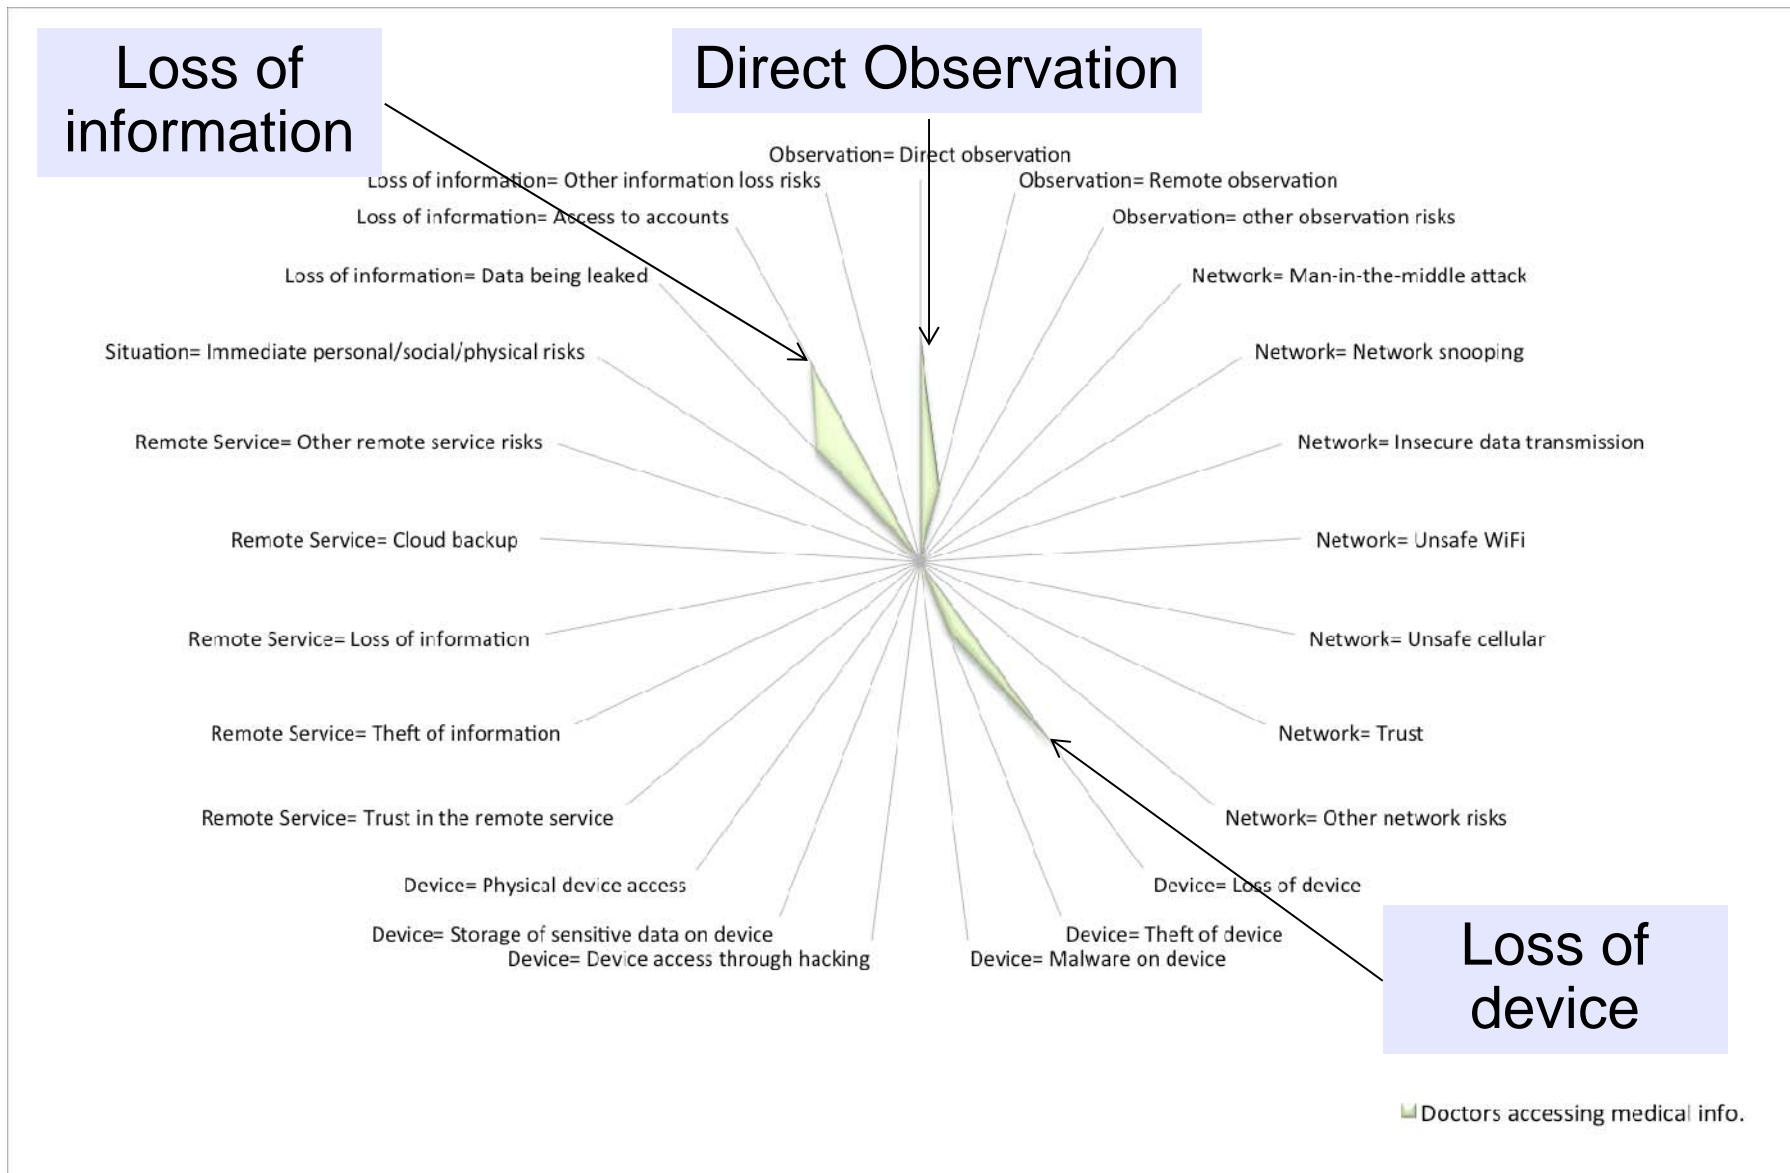 Loss of
information
Direct Observation
Observation= Direct observation
Loss of information= Other information loss risks
Observation= Remote observation
Loss of information= Access to accounts
Observation= other observation risks
Loss of information= Data being leaked
Network= Man-in-the-middle attack
Situation= Immediate personal/social/physical risks
Network= Network snooping
Remote Service= Other remote service risks
Network= Insecure data transmission
Remote Service= Cloud backup
Network= Unsafe WiFi
Remote Service= Loss of information
Network= Unsafe cellular
Remote Service= Theft of information
Network= Trust
Remote Service= Trust in the remote service
Network= Other network risks
Device= Physical device access
Device= Loss of device
Device= Storage of sensitive data on device
Device= Theft of device
Device= Device access through hacking
Device= Malware on device
Loss of
device
Doctors accessing medical info.